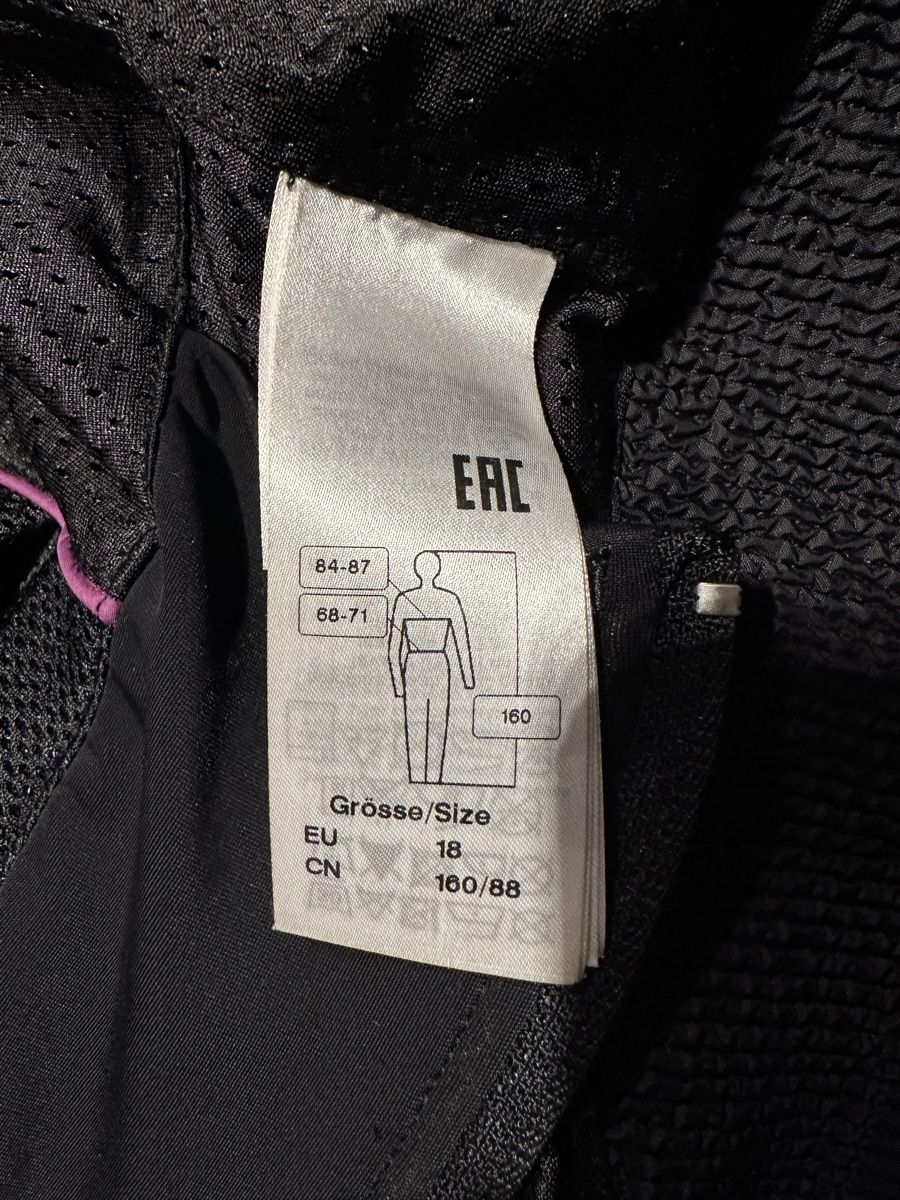 EAC
84-87
68-71
160
Grösse/Size
EU 18
CN 160/88